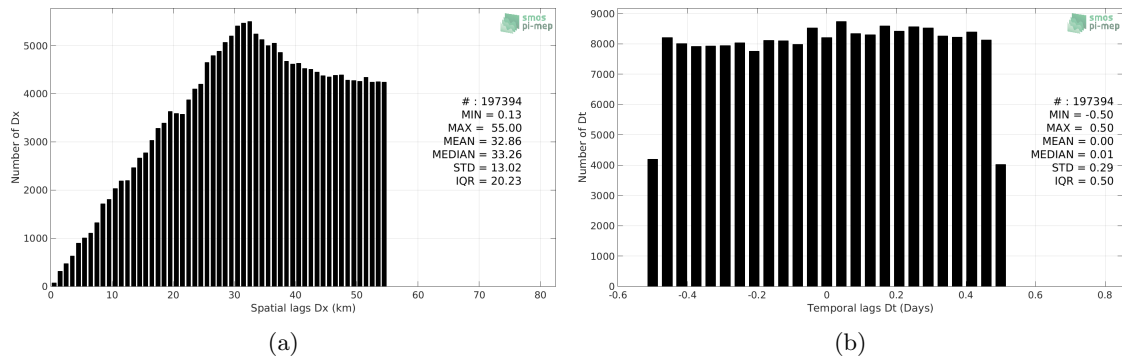 smos
pi-mep
5000
4000
3000
2000
1000
0
Number of Dx
# : 197394
MIN = 0.13
MAX = 55.00
MEAN = 32.86
MEDIAN = 33.26
STD = 13.02
IQR = 20.23
0 10 20 30 40 50 60 70 80
Spatial lags Dx (km)
(a)
smos
pi-mep
9000
8000
7000
6000
5000
4000
3000
2000
1000
0
Number of Dt
# : 197394
MIN = -0.50
MAX = 0.50
MEAN = 0.00
MEDIAN = 0.01
STD = 0.29
IQR = 0.50
-0.6 -0.4 -0.2 0 0.2 0.4 0.6 0.8
Temporal lags Dt (Days)
(b)